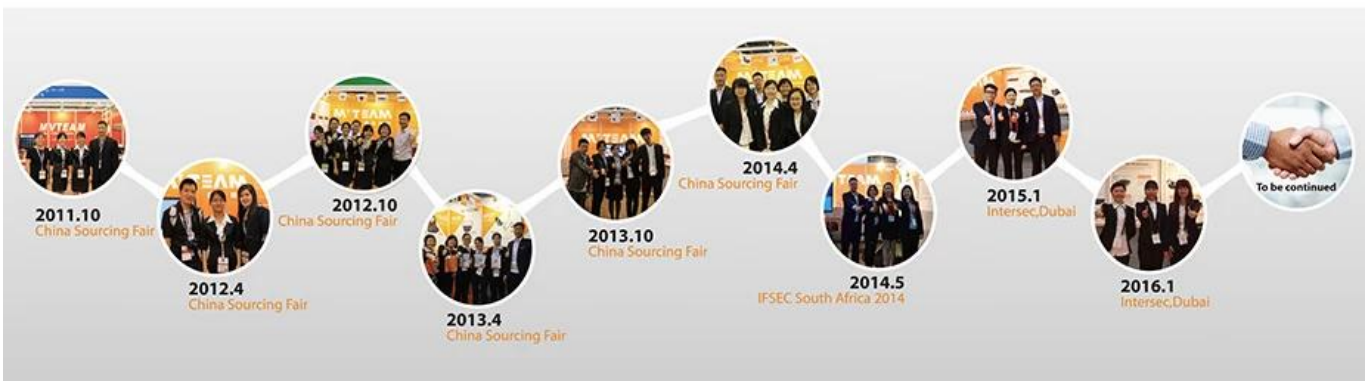 MVTEAM
2011.10
China Sourcing Fair
2012.4
China Sourcing Fair
2012.10
China Sourcing Fair
2013.4
China Sourcing Fair
2013.10
China Sourcing Fair
2014.4
China Sourcing Fair
2014.5
IFSEC South Africa 2014
2015.1
Intersec,Dubai
2016.1
Intersec,Dubai
To be continued